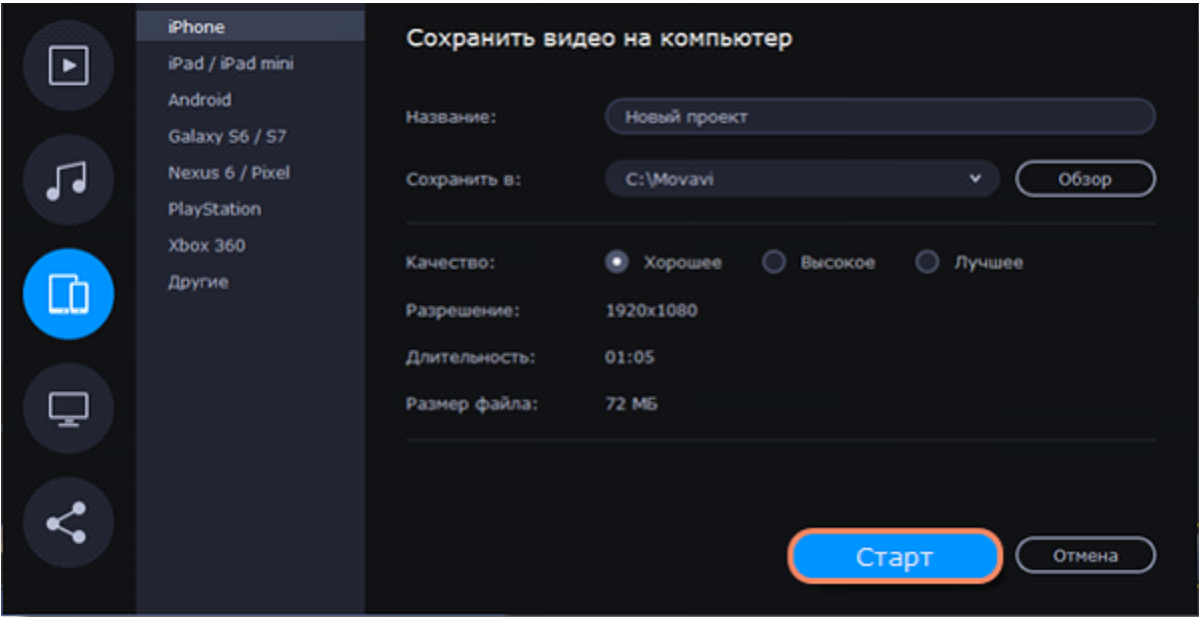 iPhone
iPad / iPad mini
Android
Galaxy S6 / S7
Nexus 6 / Pixel
PlayStation
Xbox 360
Другие
Сохранить видео на компьютер
Название: Новый проект
Сохранить в: C:\Movavi Обзор
Качество: Хорошее Высокое Лучшее
Разрешение: 1920x1080
Длительность: 01:05
Размер файла: 72 МБ
Старт Отмена